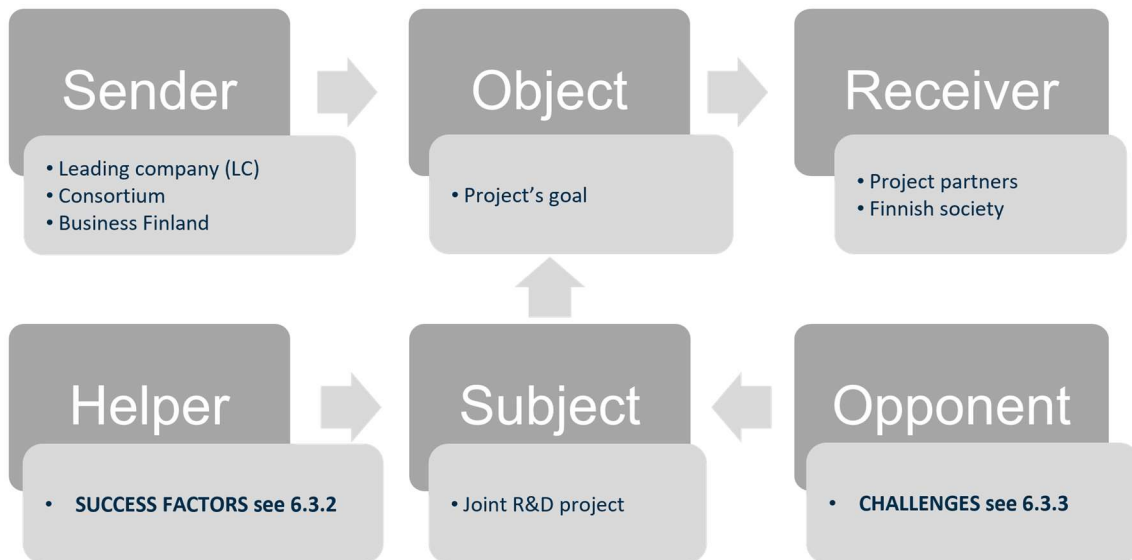 Sender
• Leading company (LC)
• Consortium
• Business Finland
Object
• Project's goal
Receiver
• Project partners
• Finnish society
Helper
• SUCCESS FACTORS see 6.3.2
Subject
• Joint R&D project
Opponent
• CHALLENGES see 6.3.3